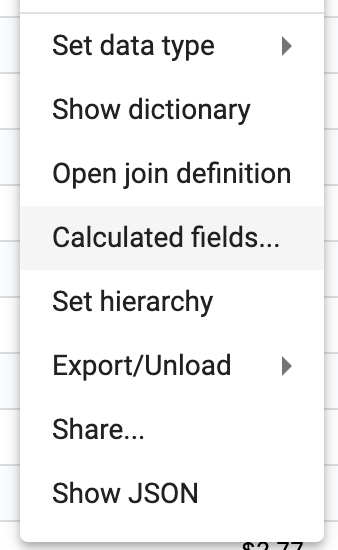 Set data type
Show dictionary
Open join definition
Calculated fields...
Set hierarchy
Export/Unload
Share...
Show JSON